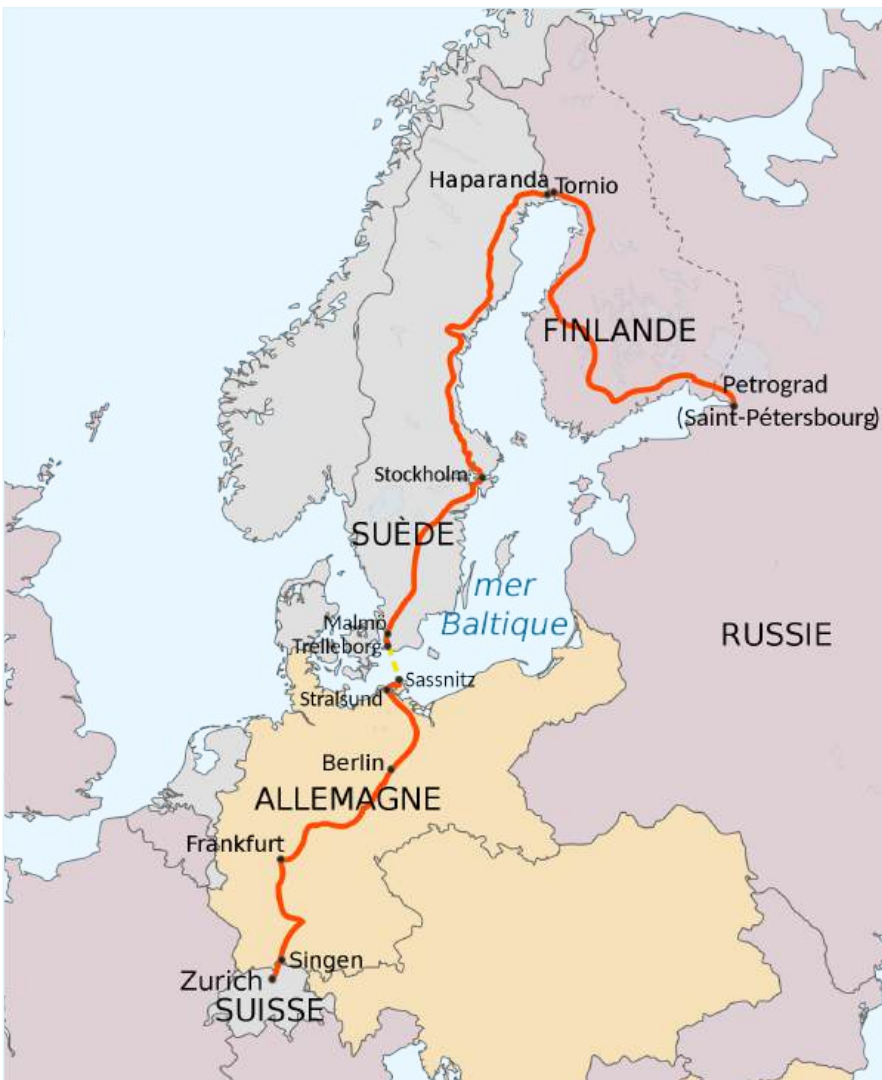 Haparanda
Tornio
FINLANDE
Petrograd
(Saint-Pétersbourg)
Stockholm
SUÈDE
mer
Baltique
Malmö
Trelleborg
RUSSIE
Sassnitz
Stralsund
Berlin
ALLEMAGNE
Frankfurt
Singen
Zurich
SUISSE